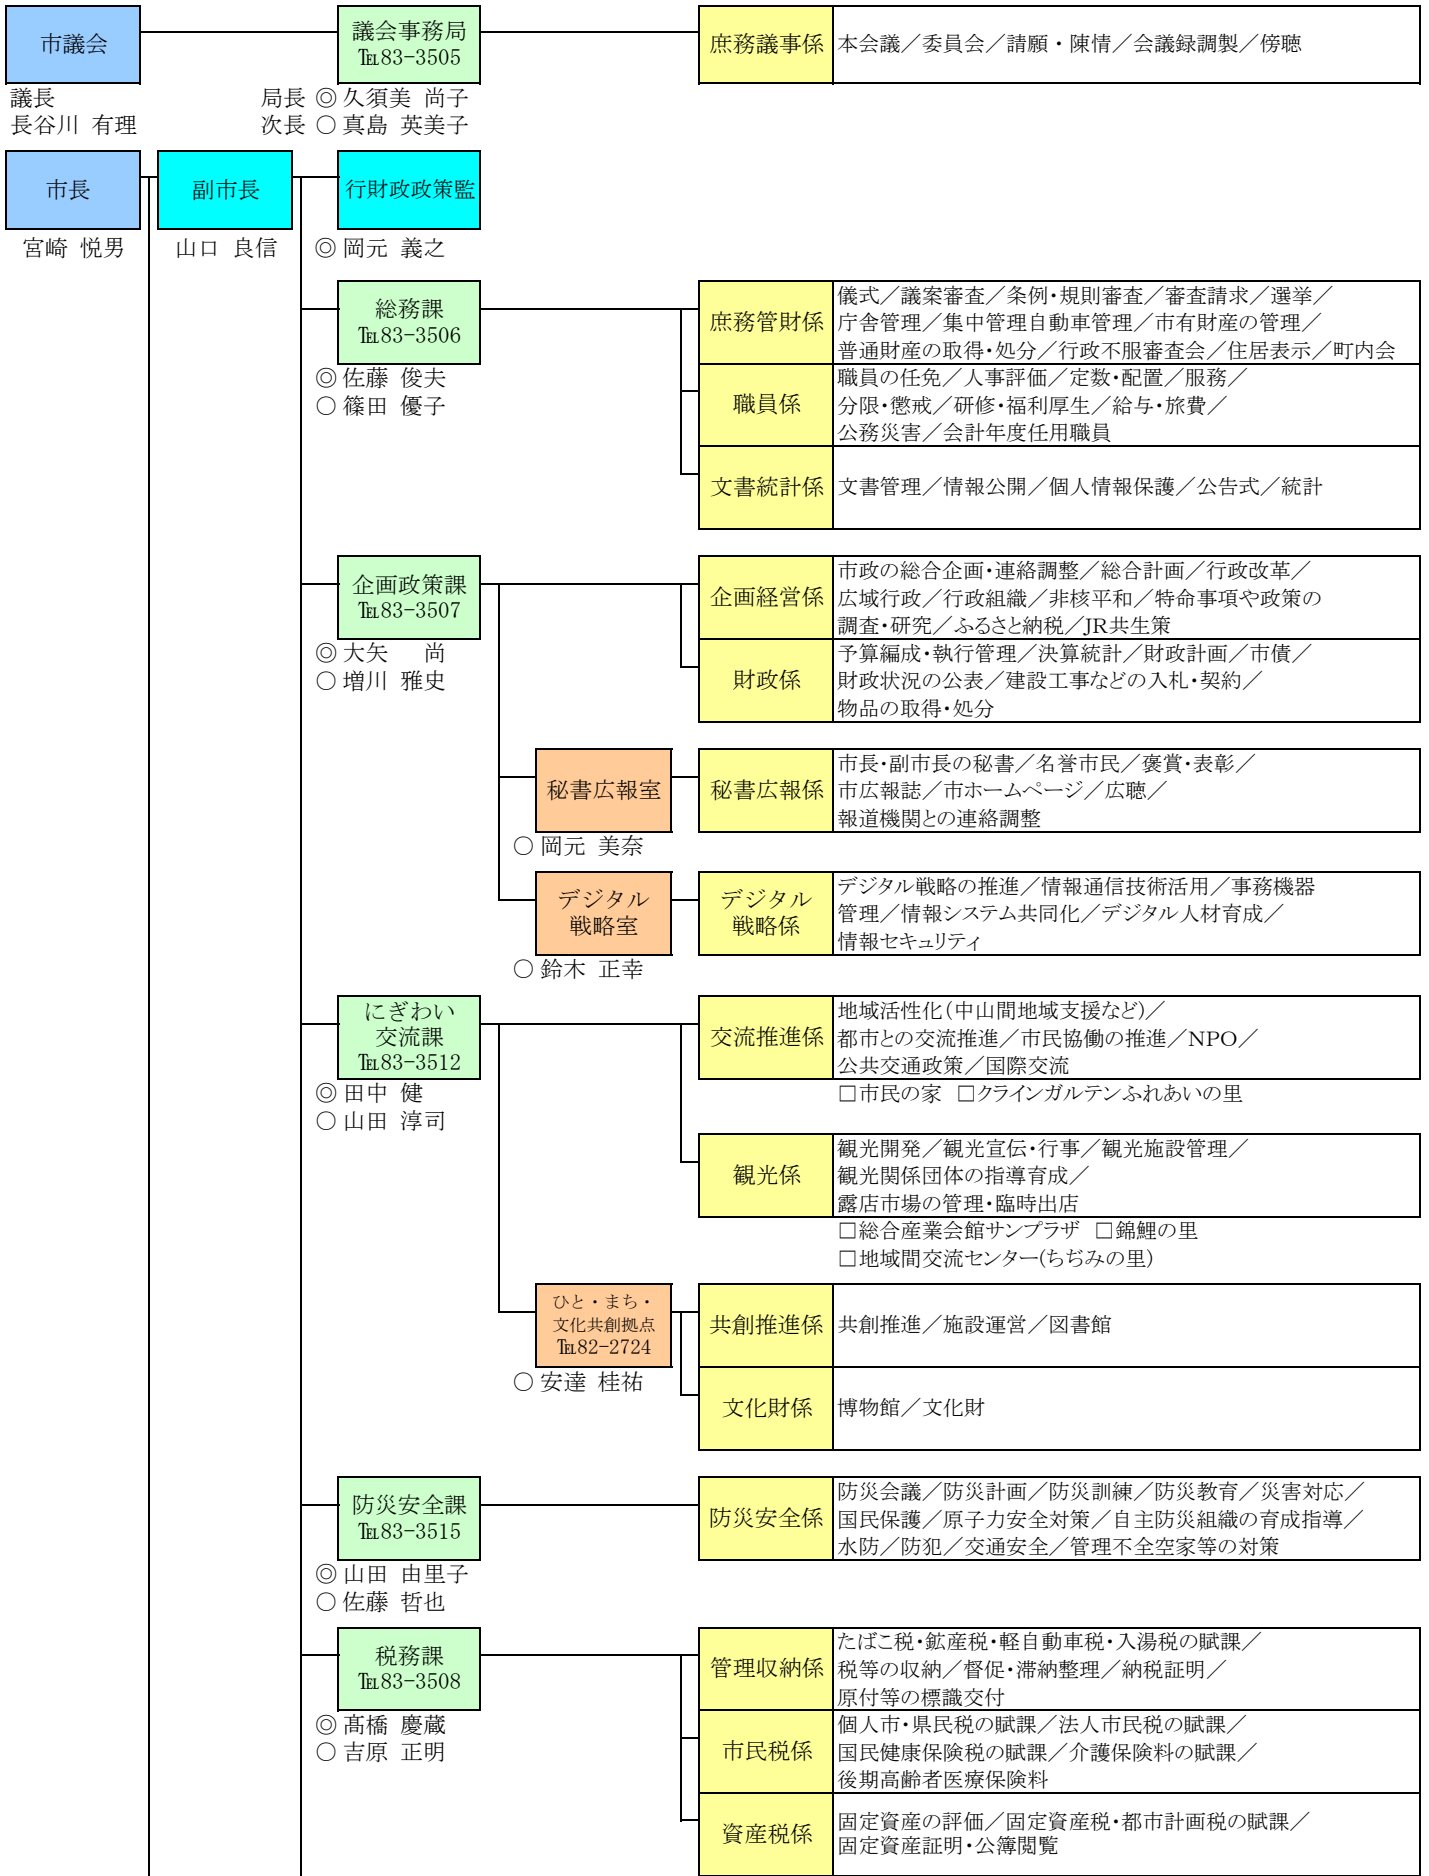 市議会
議会事務局
℡83-3505
庶務議事係
本会議／委員会／請願・陳情／会議録調製／傍聴
議長
長谷川 有理
局長 ◎ 久須美 尚子
次長 ○ 真島 英美子
市長
副市長
行財政政策監
宮崎 悦男
山口 良信
◎ 岡元 義之
総務課
℡83-3506
◎ 佐藤 俊夫
○ 篠田 優子
庶務管財係
儀式／議案審査／条例・規則審査／審査請求／選挙／
庁舎管理／集中管理自動車管理／市有財産の管理／
普通財産の取得・処分／行政不服審査会／住居表示／町内会
職員係
職員の任免／人事評価／定数・配置／服務／
分限・懲戒／研修・福利厚生／給与・旅費／
公務災害／会計年度任用職員
文書統計係
文書管理／情報公開／個人情報保護／公告式／統計
企画政策課
℡83-3507
◎ 大矢 尚
○ 増川 雅史
企画経営係
市政の総合企画・連絡調整／総合計画／行政改革／
広域行政／行政組織／非核平和／特命事項や政策の
調査・研究／ふるさと納税／JR共生策
財政係
予算編成・執行管理／決算統計／財政計画／市債／
財政状況の公表／建設工事などの入札・契約／
物品の取得・処分
秘書広報室
○ 岡元 美奈
秘書広報係
市長・副市長の秘書／名誉市民／褒賞・表彰／
市広報誌／市ホームページ／広聴／
報道機関との連絡調整
デジタル
戦略室
○ 鈴木 正幸
デジタル
戦略係
デジタル戦略の推進／情報通信技術活用／事務機器
管理／情報システム共同化／デジタル人材育成／
情報セキュリティ
にぎわい
交流課
℡83-3512
◎ 田中 健
○ 山田 淳司
交流推進係
地域活性化(中山間地域支援など)／
都市との交流推進／市民協働の推進／NPO／
公共交通政策／国際交流
□市民の家 □クラインガルテンふれあいの里
観光係
観光開発／観光宣伝・行事／観光施設管理／
観光関係団体の指導育成／
露店市場の管理・臨時出店
□総合産業会館サンプラザ □錦鯉の里
□地域間交流センター(ちぢみの里)
ひと・まち・
文化共創拠点
℡82-2724
○ 安達 桂祐
共創推進係
共創推進／施設運営／図書館
文化財係
博物館／文化財
防災安全課
℡83-3515
◎ 山田 由里子
○ 佐藤 哲也
防災安全係
防災会議／防災計画／防災訓練／防災教育／災害対応／
国民保護／原子力安全対策／自主防災組織の育成指導／
水防／防犯／交通安全／管理不全空家等の対策
税務課
℡83-3508
◎ 髙橋 慶蔵
○ 吉原 正明
管理収納係
たばこ税・鉱産税・軽自動車税・入湯税の賦課／
税等の収納／督促・滞納整理／納税証明／
原付等の標識交付
市民税係
個人市・県民税の賦課／法人市民税の賦課／
国民健康保険税の賦課／介護保険料の賦課／
後期高齢者医療保険料
資産税係
固定資産の評価／固定資産税・都市計画税の賦課／
固定資産証明・公簿閲覧